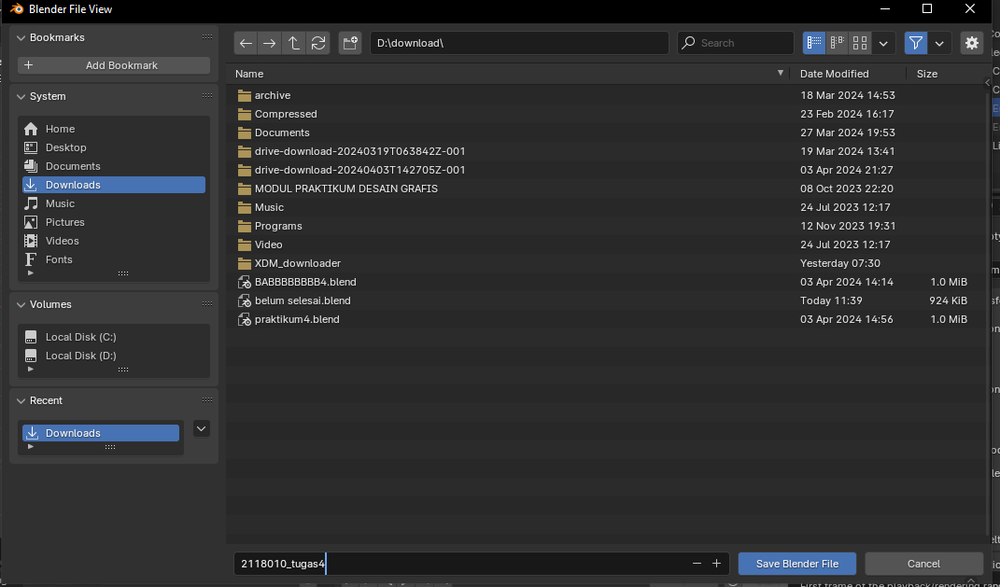 Blender File View
Bookmarks
Add Bookmark
System
Home
Desktop
Documents
Downloads
Music
Pictures
Videos
Fonts
Volumes
Local Disk (C:)
Local Disk (D:)
Recent
Downloads
D:\download\
Search
Name Date Modified Size
archive 18 Mar 2024 14:53
Compressed 23 Feb 2024 16:17
Documents 27 Mar 2024 19:53
drive-download-20240319T063842Z-001 19 Mar 2024 13:41
drive-download-20240403T142705Z-001 03 Apr 2024 21:27
MODUL PRAKTIKUM DESAIN GRAFIS 08 Oct 2023 22:20
Music 24 Jul 2023 12:17
Programs 12 Nov 2023 19:31
Video 24 Jul 2023 12:17
XDM_downloader Yesterday 07:30
BABBBBBBBB4.blend 03 Apr 2024 14:14 1.0 MiB
belum selesai.blend Today 11:39 924 KiB
praktikum4.blend 03 Apr 2024 14:56 1.0 MiB
2118010_tugas4
Save Blender File
Cancel
First frame of the playback/rendering